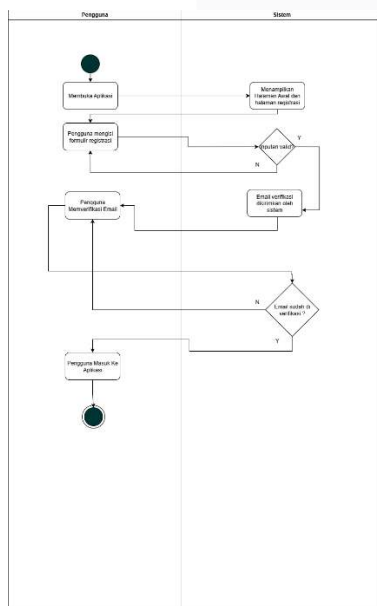 Pengguna
Sistem
Membuka Aplikasi
Menampilkan
Halaman Awal dan
halaman registrasi
Pengguna mengisi
formulir registrasi
Inputan valid?
Y
N
Email verifikasi
dikirimkan oleh
sistem
Pengguna
Memverifikasi Email
N
Email sudah di
verifikasi ?
Y
Pengguna Masuk Ke
Aplikasi